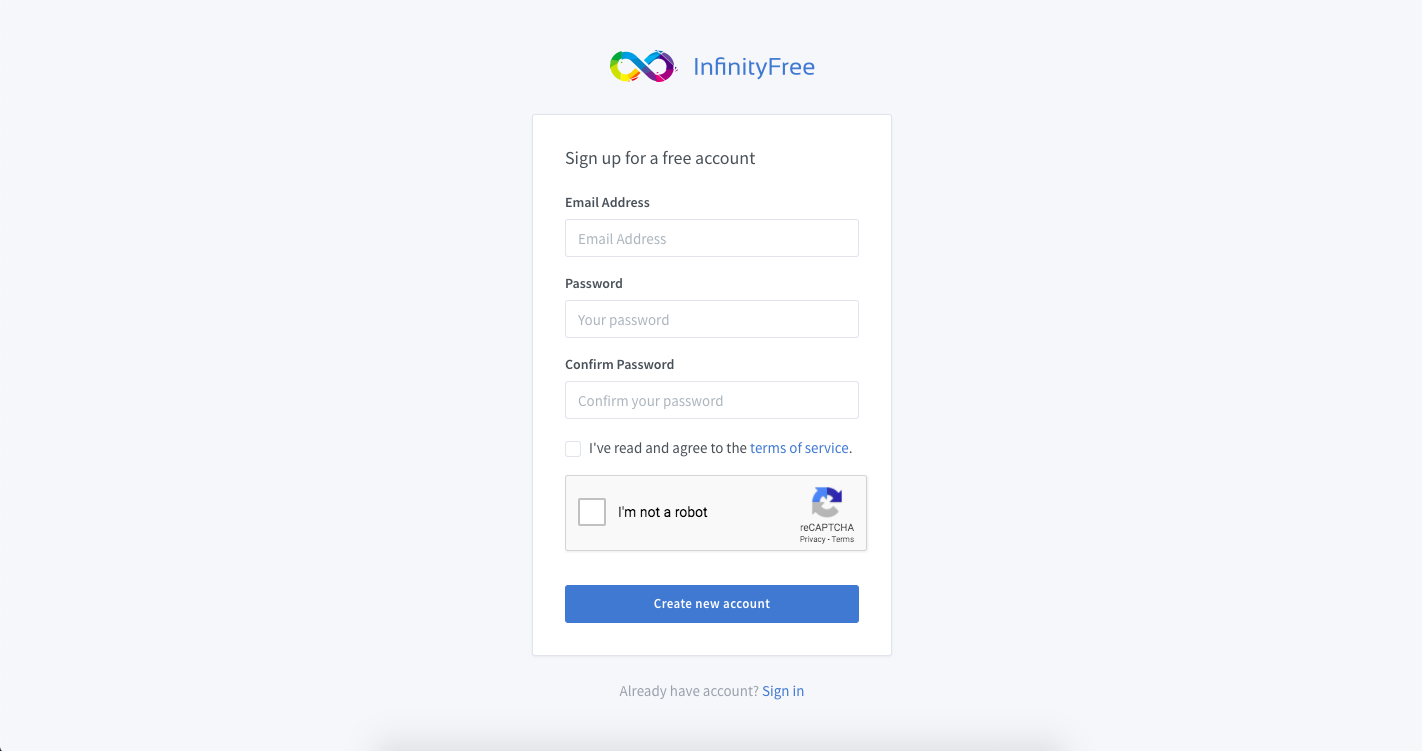 InfinityFree
Sign up for a free account
Email Address
Email Address
Password
Your password
Confirm Password
Confirm your password
I've read and agree to the terms of service.
I'm not a robot
reCAPTCHA
Privacy - Terms
Create new account
Already have account? Sign in